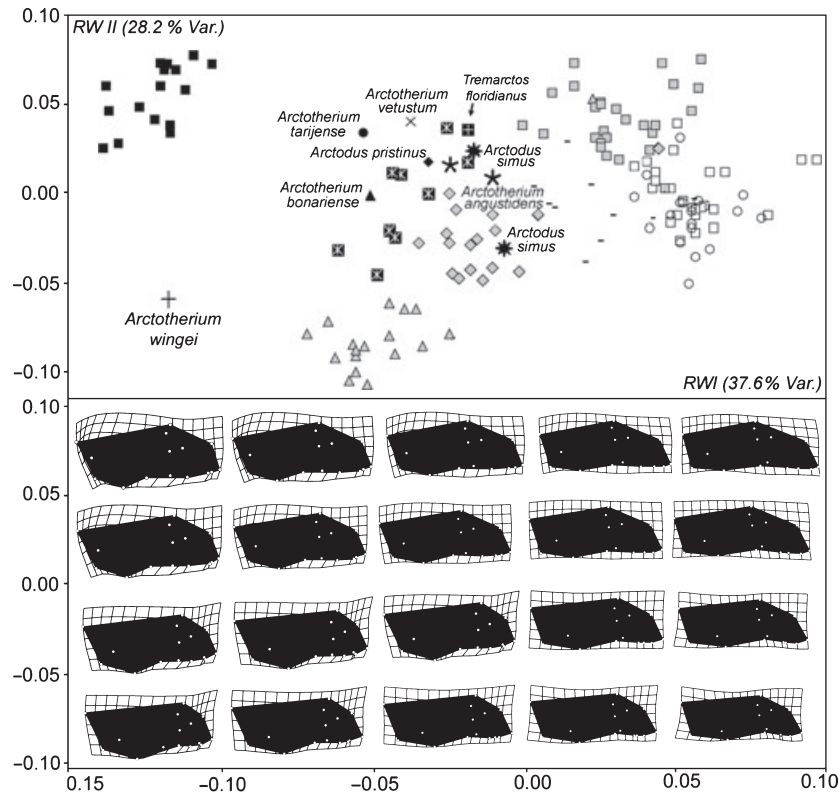 0.10
RW II (28.2 % Var.)
Tremarctos
floridianus
Arctotherium
vetustum
0.05
Arctotherium
tarijense
Arctodus pristinus
Arctodus
simus
Arctotherium
bonariense
Arctotherium
angustidens
0.00
Arctodus
simus
−0.05
Arctotherium
wingei
−0.10
RWI (37.6% Var.)
0.10
0.05
0.00
−0.05
−0.10
0.15
−0.10
−0.05
0.00
0.05
0.10